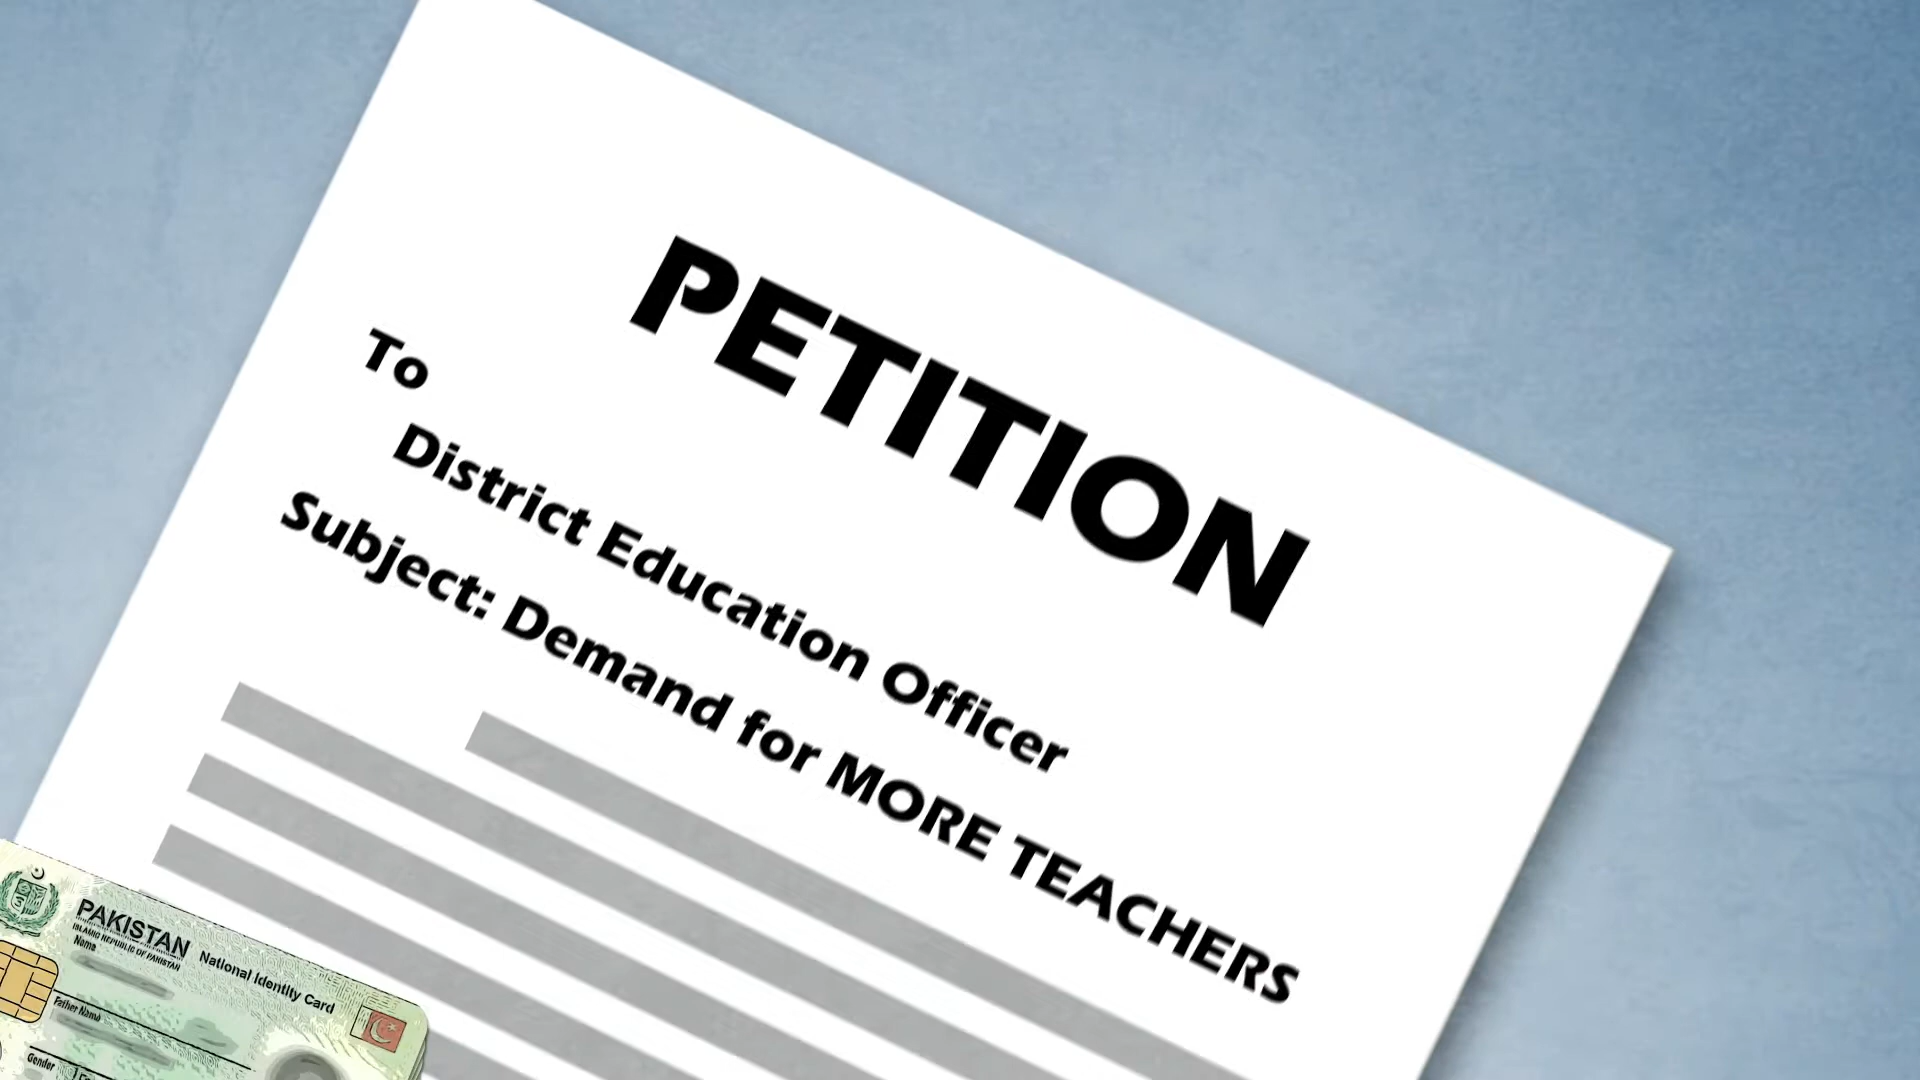 PETITION
To
District Education Officer
Subject: Demand for MORE TEACHERS
PAKISTAN
National Identity Card
ISLAMIC REPUBLIC OF PAKISTAN
Name
Father Name
Gender